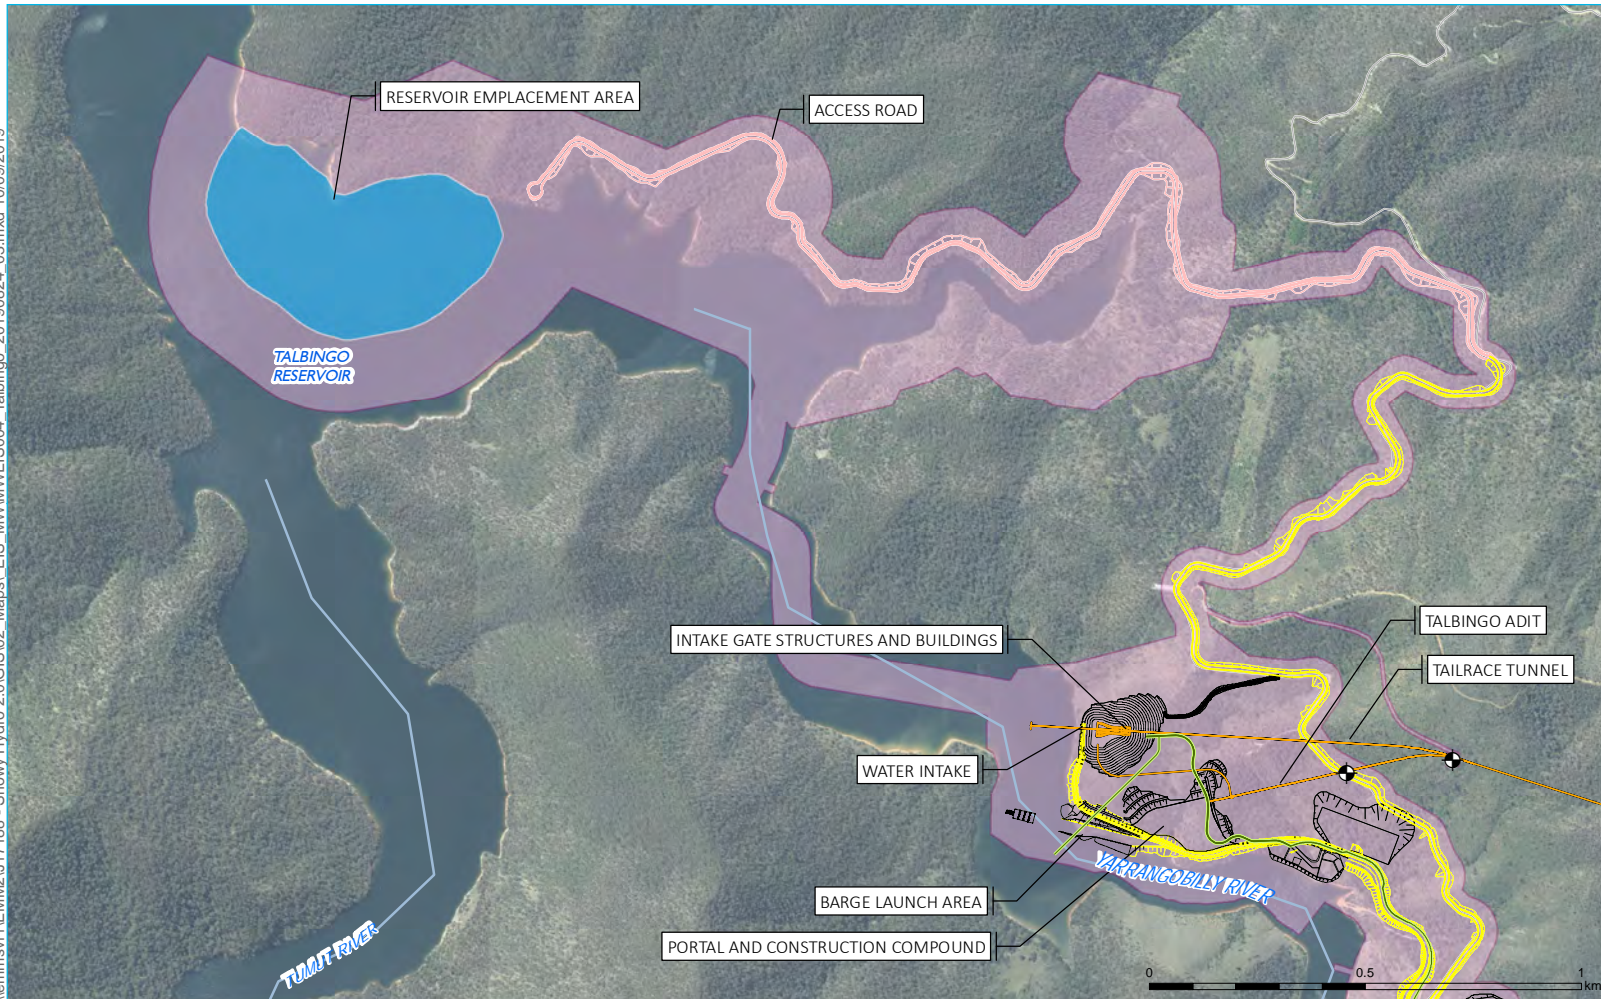 RESERVOIR EMPLACEMENT AREA
ACCESS ROAD
TALBINGO
RESERVOIR
INTAKE GATE STRUCTURES AND BUILDINGS
TALBINGO ADIT
TAILRACE TUNNEL
WATER INTAKE
YARRANGOBILLY RIVER
BARGE LAUNCH AREA
PORTAL AND CONSTRUCTION COMPOUND
TUMUT RIVER
0 0.5 1
km